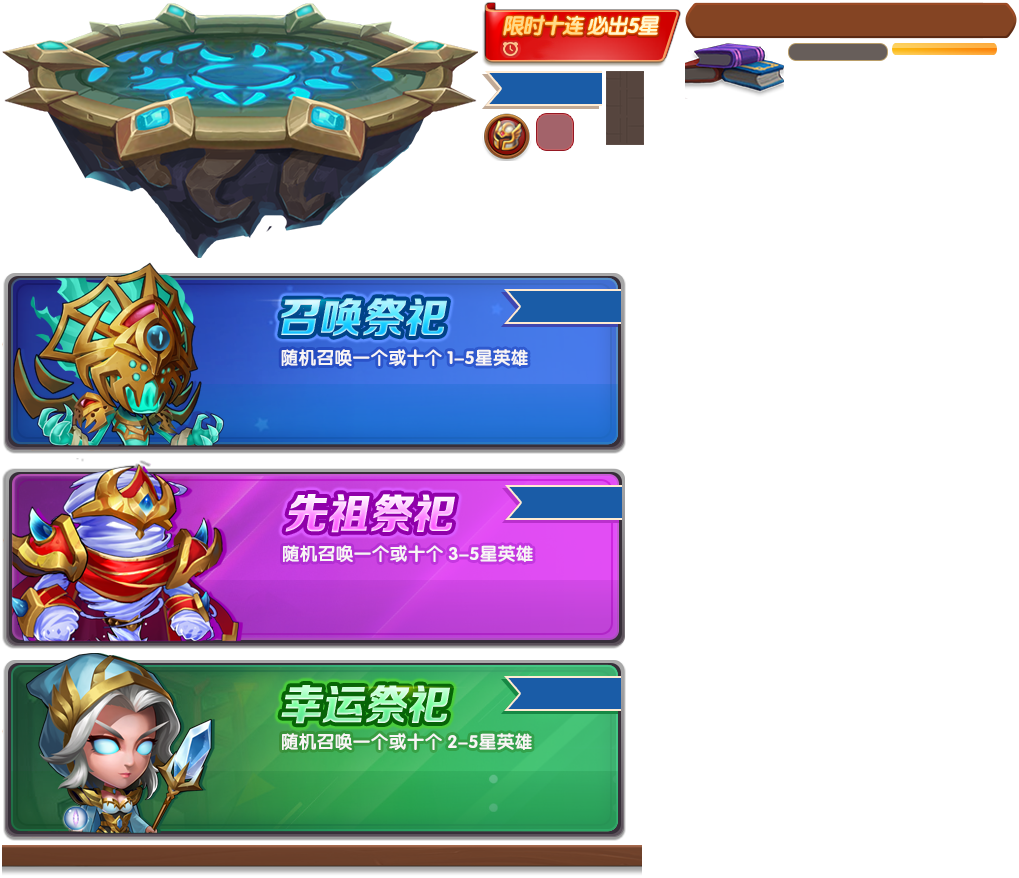 限时十连 必出5星
召唤祭祀
随机召唤一个或十个 1-5星英雄
先祖祭祀
随机召唤一个或十个 3-5星英雄
幸运祭祀
随机召唤一个或十个 2-5星英雄